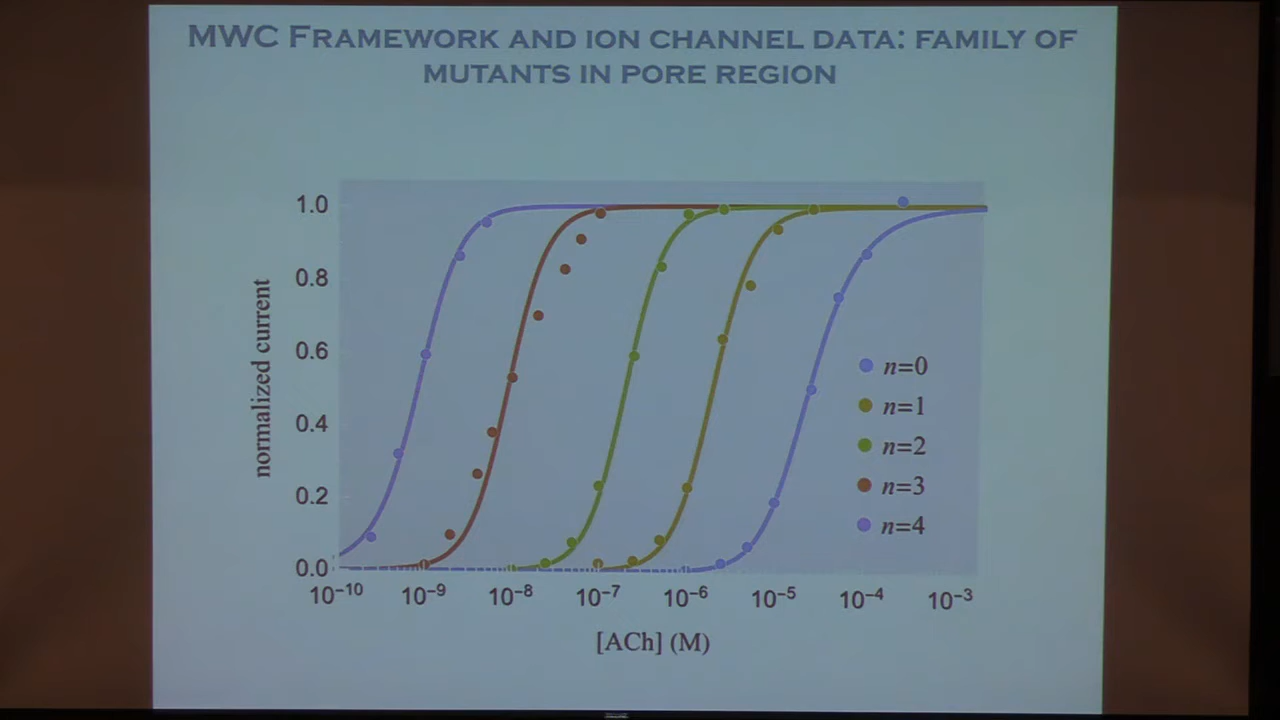 MWC FRAMEWORK AND ION CHANNEL DATA: FAMILY OF
MUTANTS IN PORE REGION
normalized current
1.0
0.8
0.6
0.4
0.2
0.0
10⁻¹⁰ 10⁻⁹ 10⁻⁸ 10⁻⁷ 10⁻⁶ 10⁻⁵ 10⁻⁴ 10⁻³
[ACh] (M)
n=0
n=1
n=2
n=3
n=4